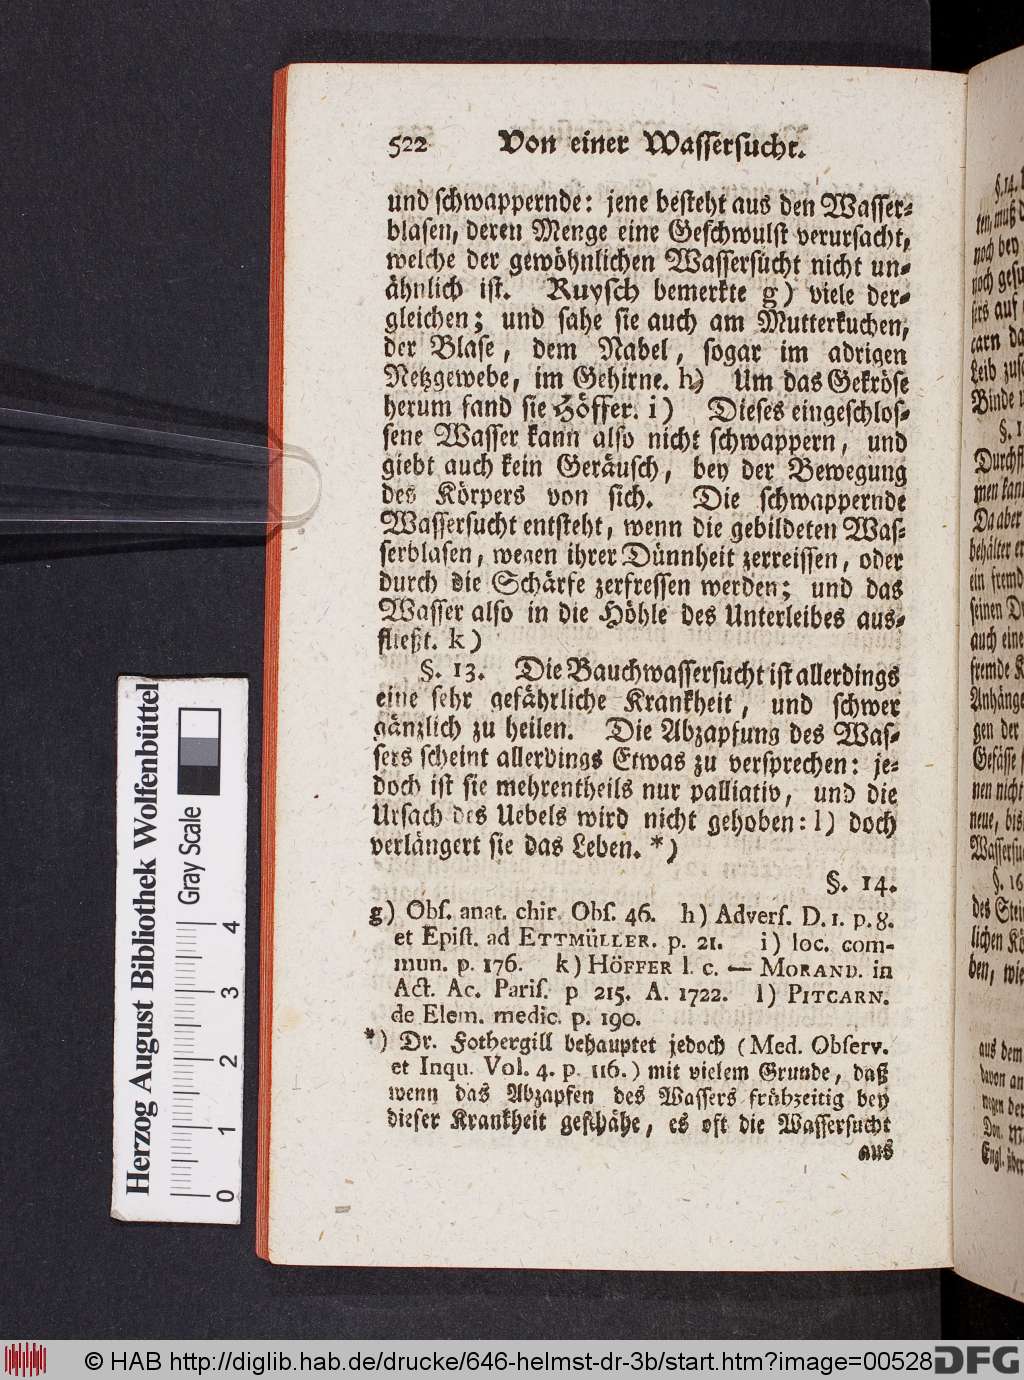 522 Von einer Wassersucht.
und schwappernde: jene besteht aus den Wasser-
blasen, deren Menge eine Geschwulst verursacht,
welche der gewöhnlichen Wassersucht nicht un-
ähnlich ist. Ruysch bemerkte g) viele der-
gleichen; und sahe sie auch am Mutterkuchen,
der Blase, dem Nabel, sogar im adrigen
Netzgewebe, im Gehirne. h) Um das Gekröse
herum fand sie Höffer. i) Dieses eingeschlos-
sene Wasser kann also nicht schwappern, und
giebt auch kein Geräusch, bey der Bewegung
des Körpers von sich. Die schwappernde
Wassersucht entsteht, wenn die gebildeten Was-
serblasen, wegen ihrer Dünnheit zerreissen, oder
durch die Schärfe zerfressen werden; und das
Wasser also in die Höhle des Unterleibes aus-
fließt. k)
§. 13. Die Bauchwassersucht ist allerdings
eine sehr gefährliche Krankheit, und schwer
gänzlich zu heilen. Die Abzapfung des Was-
sers scheint allerdings Etwas zu versprechen: je-
doch ist sie mehrentheils nur palliativ, und die
Ursach des Uebels wird nicht gehoben: l) doch
verlängert sie das Leben. *)
§. 14.
g) Obs. anat. chir. Obs. 46. h) Advers. D. 1. p. 8.
et Epist. ad ETTMÜLLER. p. 21. i) loc. com-
mun. p. 176. k) HÖFFER l. c. — MORAND. in
Act. Ac. Paris. p 215. A. 1722. l) PITCARN.
de Elem. medic. p. 190.
*) Dr. Fothergill behauptet jedoch (Med. Observ.
et Inqu. Vol. 4. p. 116.) mit vielem Grunde, daß
wenn das Abzapfen des Wassers frühzeitig bey
dieser Krankheit geschähe, es oft die Wassersucht
aus
Herzog August Bibliothek Wolfenbüttel
Gray Scale
0 1 2 3 4
© HAB http://diglib.hab.de/drucke/646-helmst-dr-3b/start.htm?image=00528
DFG